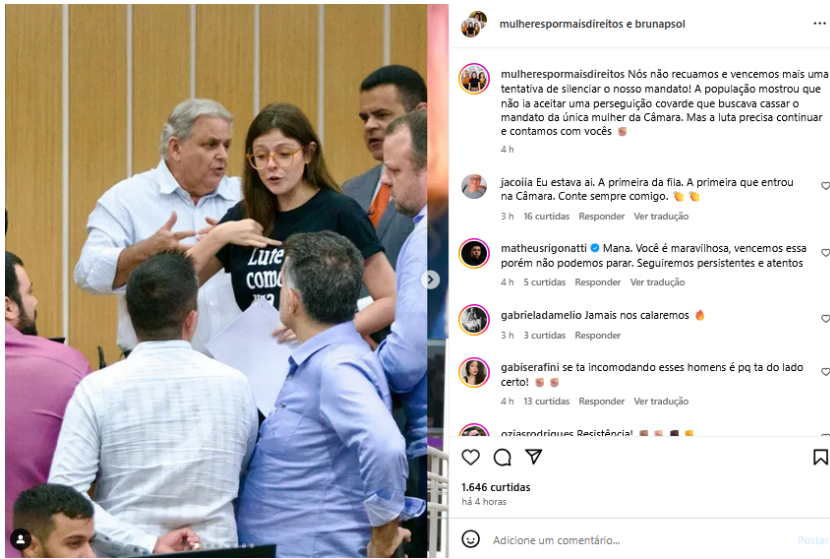 mulherespormaisdireitos e brunapsol
mulherespormaisdireitos Nós não recuamos e vencemos mais uma
tentativa de silenciar o nosso mandato! A população mostrou que
não ia aceitar uma perseguição covarde que buscava cassar o
mandato da única mulher da Câmara. Mas a luta precisa continuar
e contamos com vocês ✊🏽
4 h
jacoiia Eu estava ai. A primeira da fila. A primeira que entrou
na Câmara. Conte sempre comigo. 👏 👏
3 h 16 curtidas Responder Ver tradução
matheusrigonatti Mana. Você é maravilhosa, vencemos essa
porém não podemos parar. Seguiremos persistentes e atentos
4 h 5 curtidas Responder Ver tradução
gabrieladamelio Jamais nos calaremos 🔥
3 h 3 curtidas Responder
gabiserafini se ta incomodando esses homens é pq ta do lado
certo! ✊🏽 ✊🏽
4 h 13 curtidas Responder Ver tradução
oziasrodrigues Resistência! ✊🏾 ✊🏽 ✊🏿 ✊
1.646 curtidas
há 4 horas
Adicione um comentário...
Postar
Lute
como